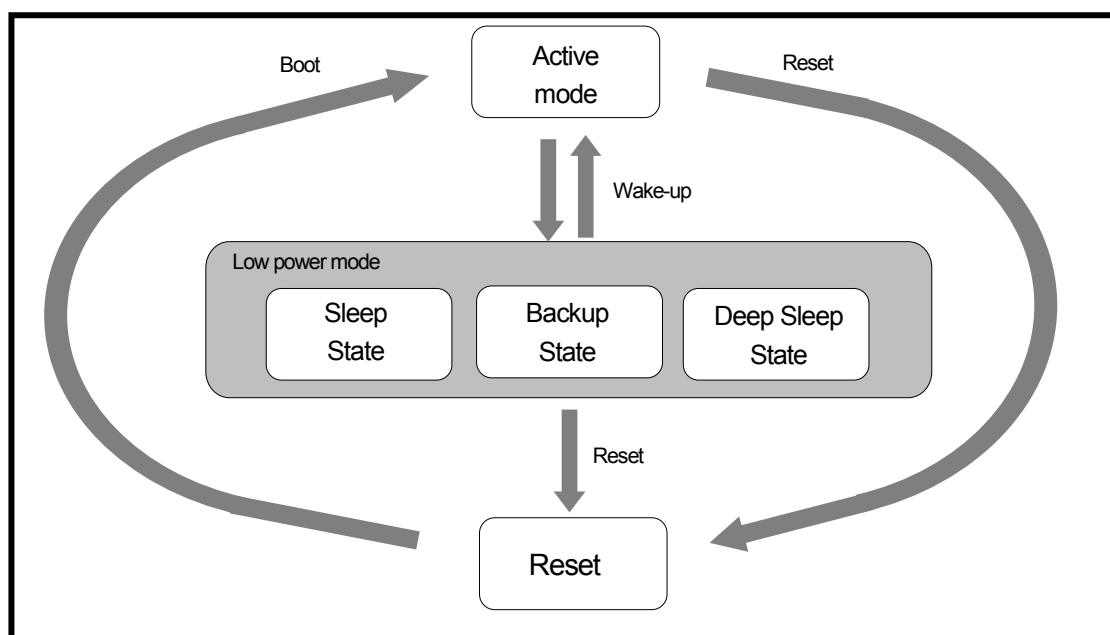 Active
mode
Boot
Reset
Wake-up
Low power mode
Sleep
State
Backup
State
Deep Sleep
State
Reset
Reset